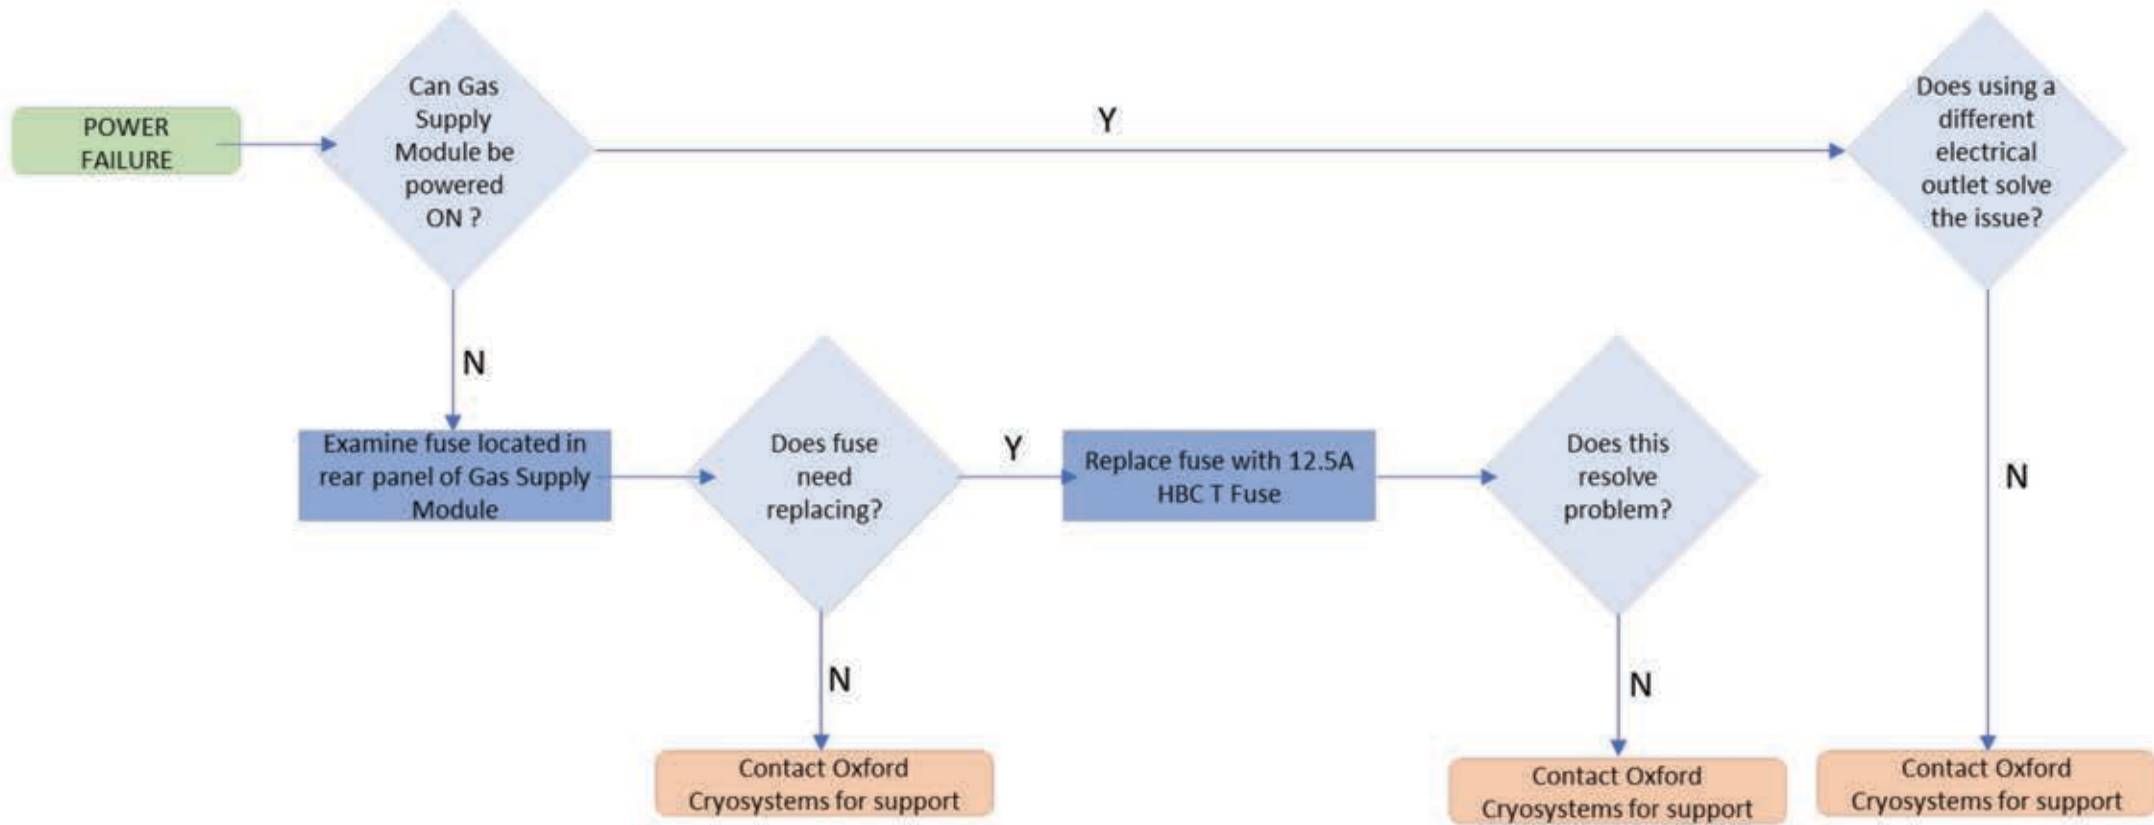 POWER
FAILURE
Can Gas
Supply
Module be
powered
ON ?
Y
Does using a
different
electrical
outlet solve
the issue?
N
Examine fuse located in
rear panel of Gas Supply
Module
Does fuse
need
replacing?
Y
Replace fuse with 12.5A
HBC T Fuse
Does this
resolve
problem?
N
N
N
Contact Oxford
Cryosystems for support
Contact Oxford
Cryosystems for support
Contact Oxford
Cryosystems for support